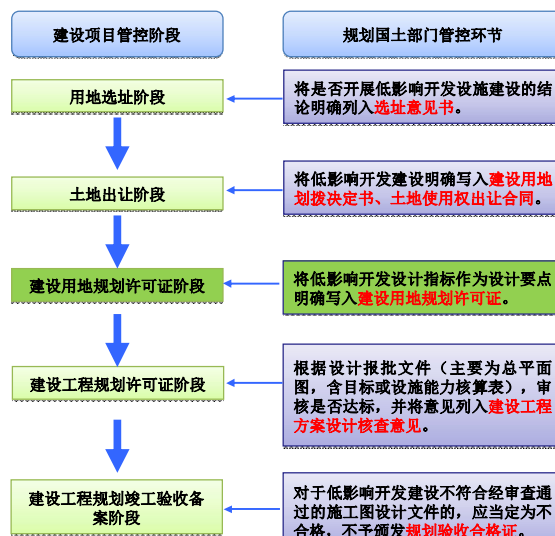 建设项目管控阶段
规划国土部门管控环节
用地选址阶段
将是否开展低影响开发设施建设的结
论明确列入选址意见书。
土地出让阶段
将低影响开发建设明确写入建设用地
划拨决定书、土地使用权出让合同。
建设用地规划许可证阶段
将低影响开发设计指标作为设计要点
明确写入建设用地规划许可证。
建设工程规划许可证阶段
根据设计报批文件（主要为总平面
图，含目标或设施能力核算表），审
核是否达标，并将意见列入建设工程
方案设计核查意见。
建设工程规划竣工验收备
案阶段
对于低影响开发建设不符合经审查通
过的施工图设计文件的，应当定为不
合格，不予颁发规划验收合格证。